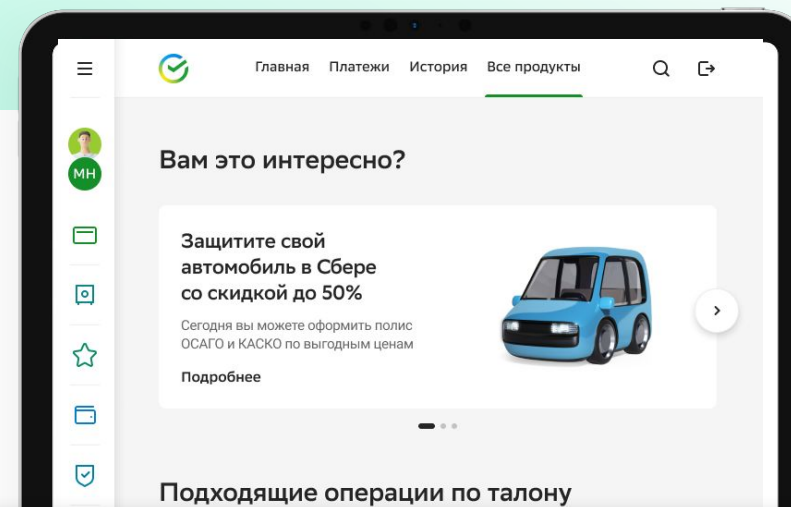 Главная Платежи История Все продукты
МН
Вам это интересно?
Защитите свой
автомобиль в Сбере
со скидкой до 50%
Сегодня вы можете оформить полис
ОСАГО и КАСКО по выгодным ценам
Подробнее
Подходящие операции по талону